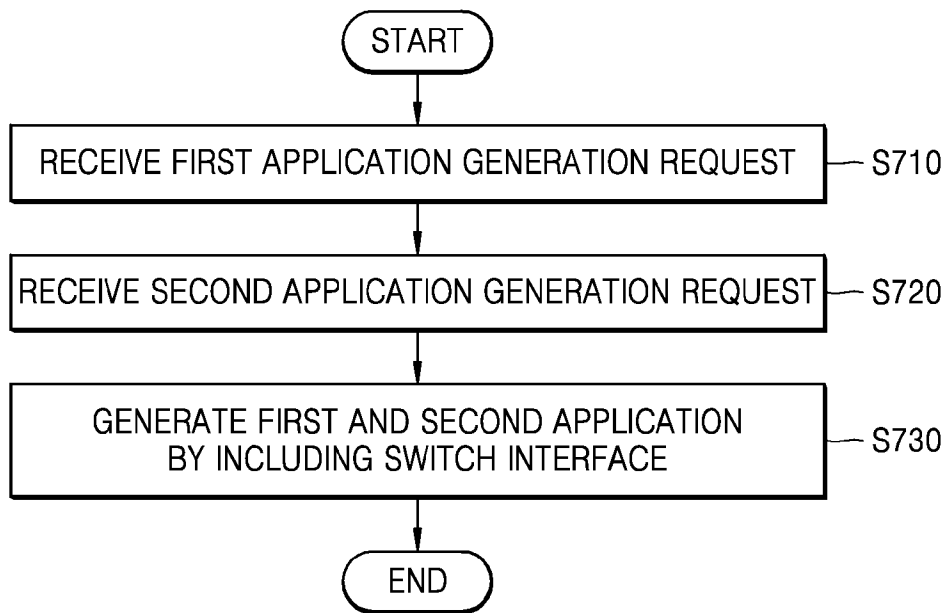 START
RECEIVE FIRST APPLICATION GENERATION REQUEST
S710
RECEIVE SECOND APPLICATION GENERATION REQUEST
S720
GENERATE FIRST AND SECOND APPLICATION
BY INCLUDING SWITCH INTERFACE
S730
END